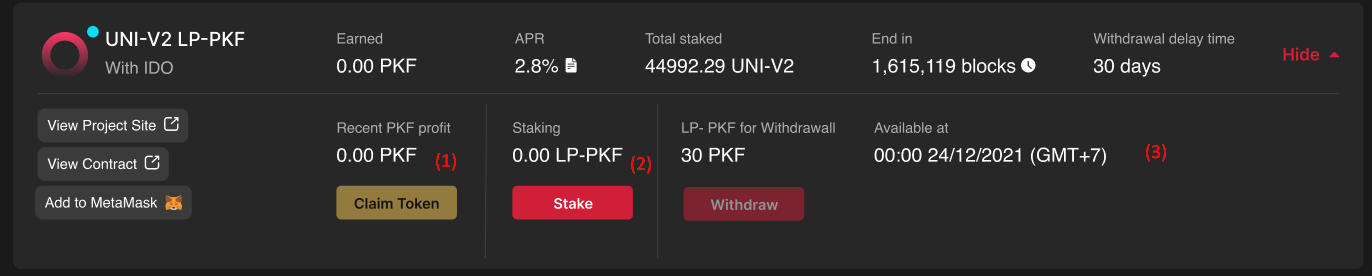 UNI-V2 LP-PKF
With IDO
Earned
0.00 PKF
APR
2.8%
Total staked
44992.29 UNI-V2
End in
1,615,119 blocks
Withdrawal delay time
30 days
Hide
View Project Site
View Contract
Add to MetaMask
Recent PKF profit
0.00 PKF (1)
Claim Token
Staking
0.00 LP-PKF (2)
Stake
LP- PKF for Withdrawall
30 PKF
Withdraw
Available at
00:00 24/12/2021 (GMT+7) (3)